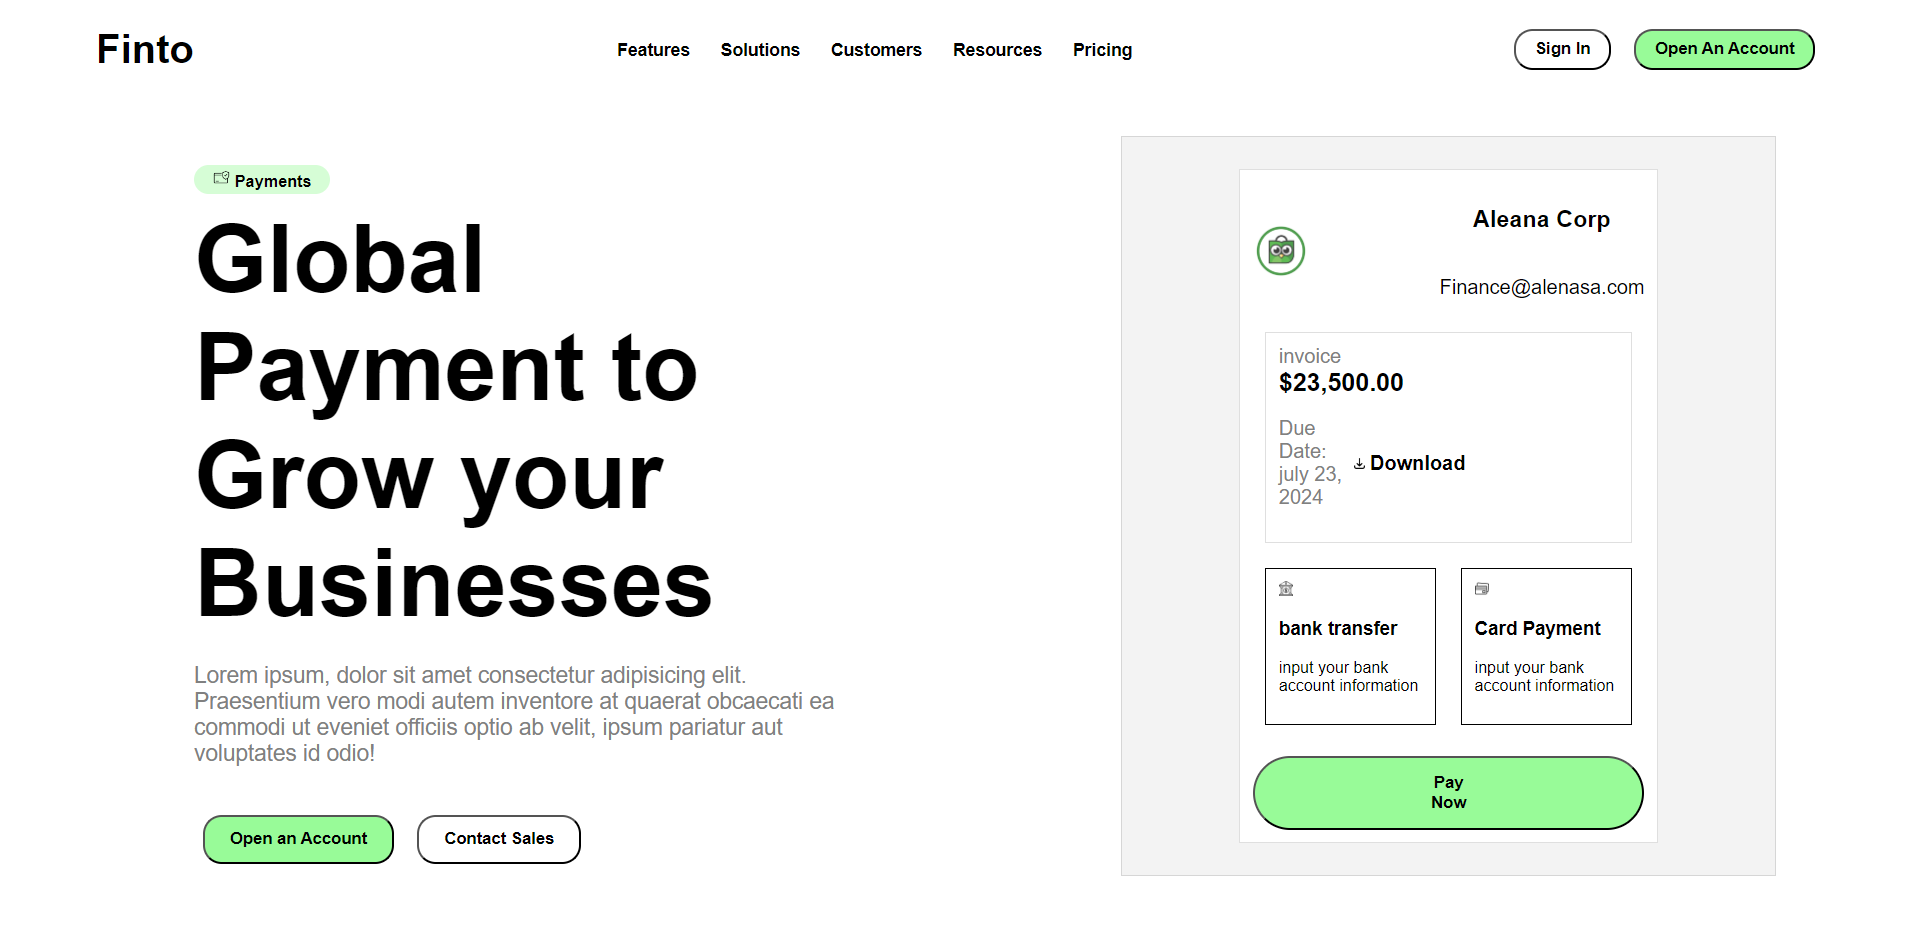 Finto
Features Solutions Customers Resources Pricing
Sign In
Open An Account
Payments
Global
Payment to
Grow your
Businesses
Lorem ipsum, dolor sit amet consectetur adipisicing elit.
Praesentium vero modi autem inventore at quaerat obcaecati ea
commodi ut eveniet officiis optio ab velit, ipsum pariatur aut
voluptates id odio!
Open an Account
Contact Sales
Aleana Corp
Finance@alenasa.com
invoice
$23,500.00
Due
Date:
july 23,
2024
Download
bank transfer
input your bank
account information
Card Payment
input your bank
account information
Pay
Now